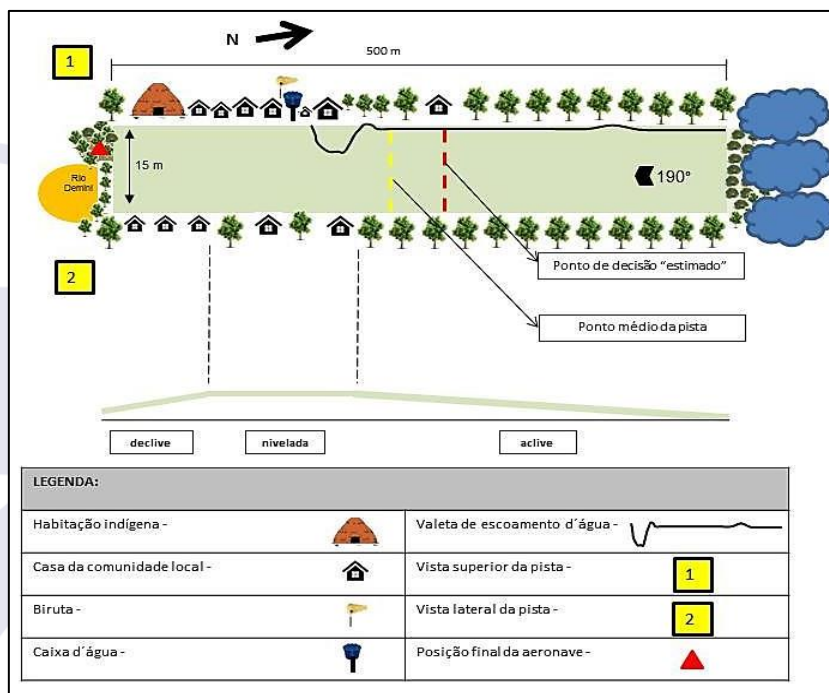 N
500 m
1
15 m
Rio
Demini
190°
2
Ponto de decisão “estimado”
Ponto médio da pista
declive
nivelada
aclive
LEGENDA:
Habitação indígena -
Valeta de escoamento d´água -
Casa da comunidade local -
Vista superior da pista -
1
Biruta -
Vista lateral da pista -
2
Caixa d´água -
Posição final da aeronave -